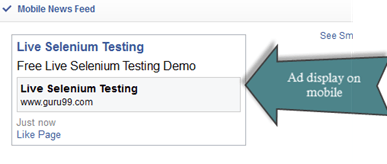 Mobile News Feed
See Sm
Live Selenium Testing
Free Live Selenium Testing Demo
Live Selenium Testing
www.guru99.com
Just now
Like Page
Ad display on
mobile